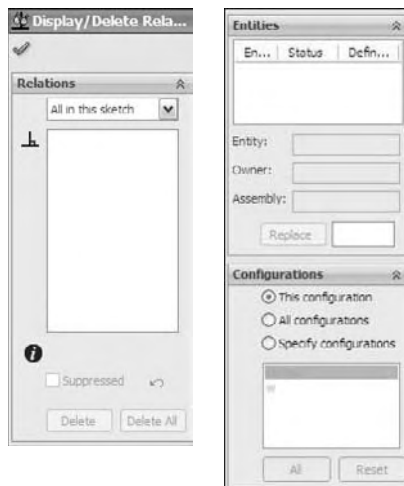 Display/Delete Rela...
Relations
All in this sketch
Suppressed
Delete
Delete All
Entities
En...
Status
Defin...
Entity:
Owner:
Assembly:
Replace
Configurations
This configuration
All configurations
Specify configurations
All
Reset